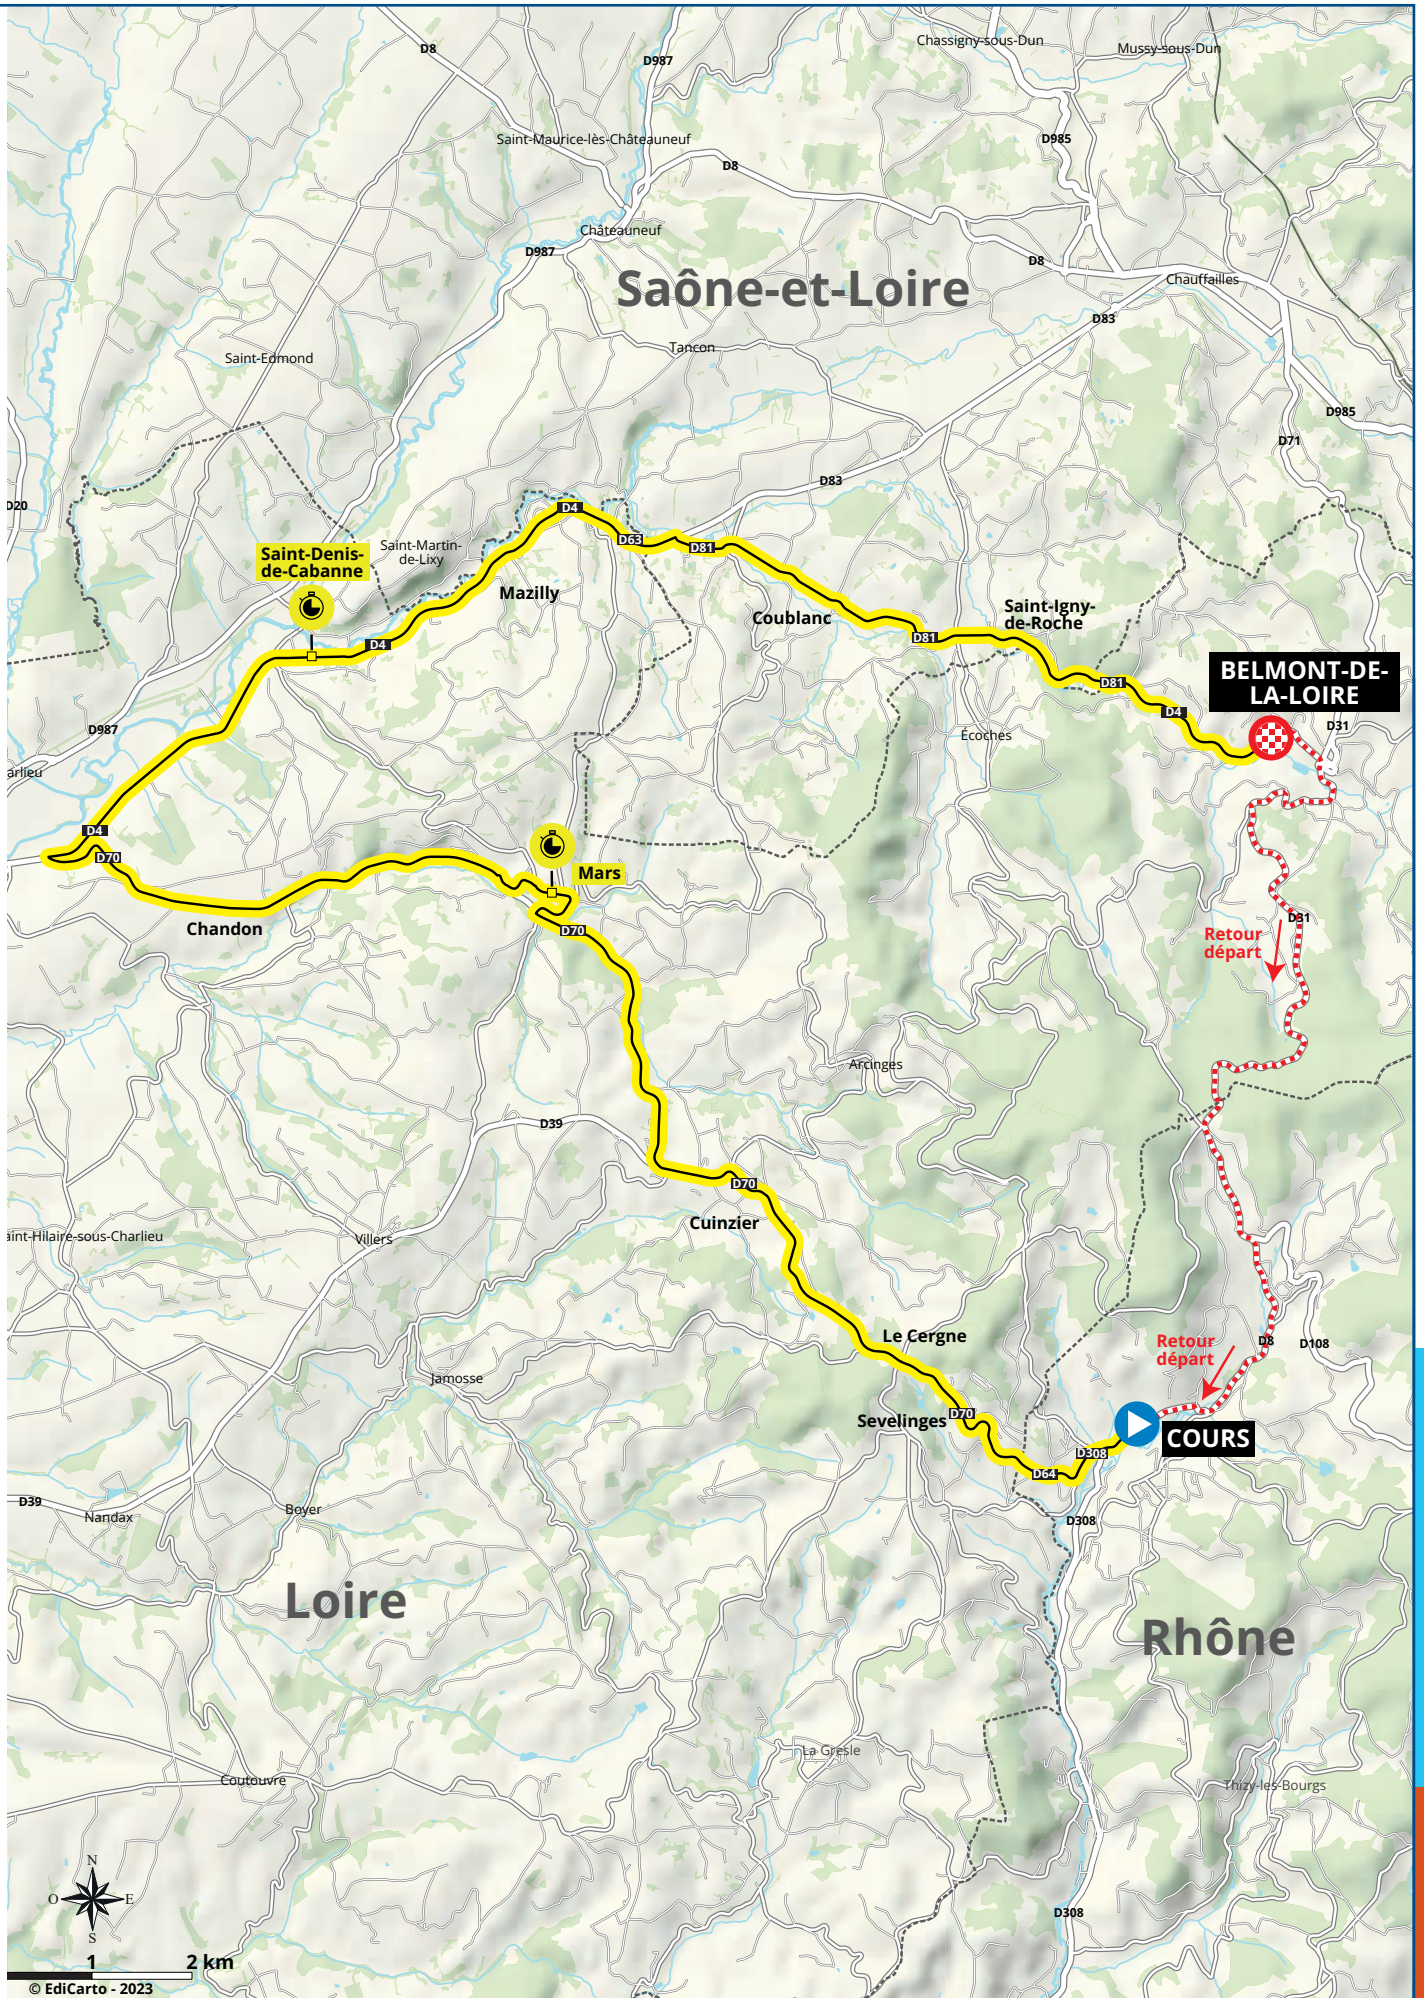 Chassigny-sous-Dun
Mussy-sous-Dun
D8
D987
D985
Saint-Maurice-lès-Châteauneuf
D8
Châteauneuf
D987
D8
Saône-et-Loire
Chauffailles
D83
Tancon
Saint-Edmond
D985
D71
D83
D20
D4
D63
D81
Saint-Denis-
de-Cabanne
Saint-Martin-
de-Lixy
Mazilly
Coublanc
Saint-Igny-
de-Roche
D81
D4
BELMONT-DE-
LA-LOIRE
D81
D4
D31
D987
Écoches
arlieu
D4
D70
Mars
Chandon
D70
D31
Retour
départ
Arcinges
D39
D70
Cuinzier
aint-Hilaire-sous-Charlieu
Villers
Le Cergne
Retour
départ
D8
D108
Jamosse
Sevelinges
D70
COURS
D308
D64
D39
Nandax
Boyer
D308
Loire
Rhône
La Gresle
Coutouvre
Thizy-les-Bourgs
N
O
E
S
D308
1
2 km
© EdiCarto - 2023